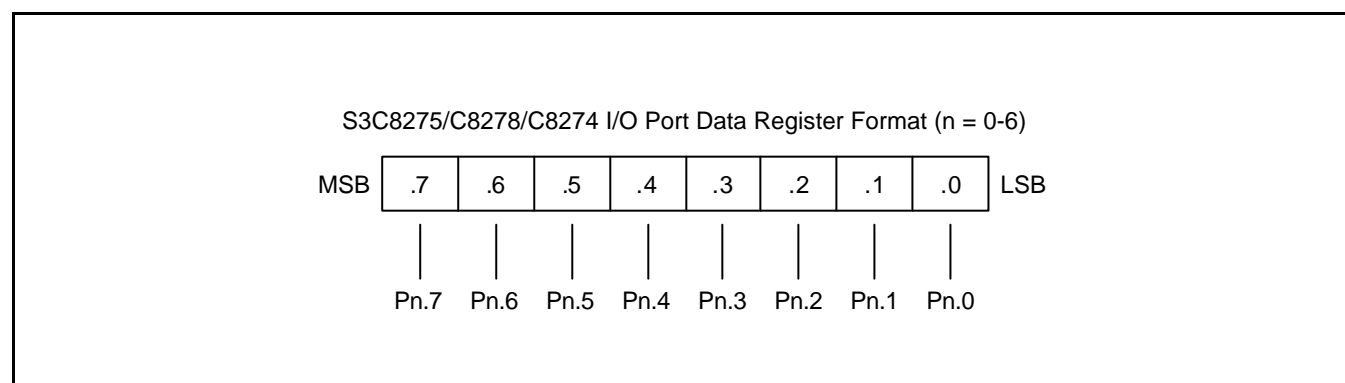 S3C8275/C8278/C8274 I/O Port Data Register Format (n = 0-6)
MSB .7 .6 .5 .4 .3 .2 .1 .0 LSB
Pn.7 Pn.6 Pn.5 Pn.4 Pn.3 Pn.2 Pn.1 Pn.0